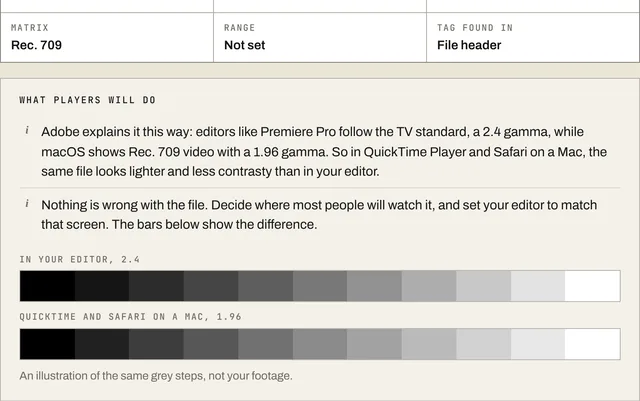 MATRIX
Rec. 709
RANGE
Not set
TAG FOUND IN
File header
WHAT PLAYERS WILL DO
i Adobe explains it this way: editors like Premiere Pro follow the TV standard, a 2.4 gamma, while
macOS shows Rec. 709 video with a 1.96 gamma. So in QuickTime Player and Safari on a Mac, the
same file looks lighter and less contrasty than in your editor.
i Nothing is wrong with the file. Decide where most people will watch it, and set your editor to match
that screen. The bars below show the difference.
IN YOUR EDITOR, 2.4
QUICKTIME AND SAFARI ON A MAC, 1.96
An illustration of the same grey steps, not your footage.